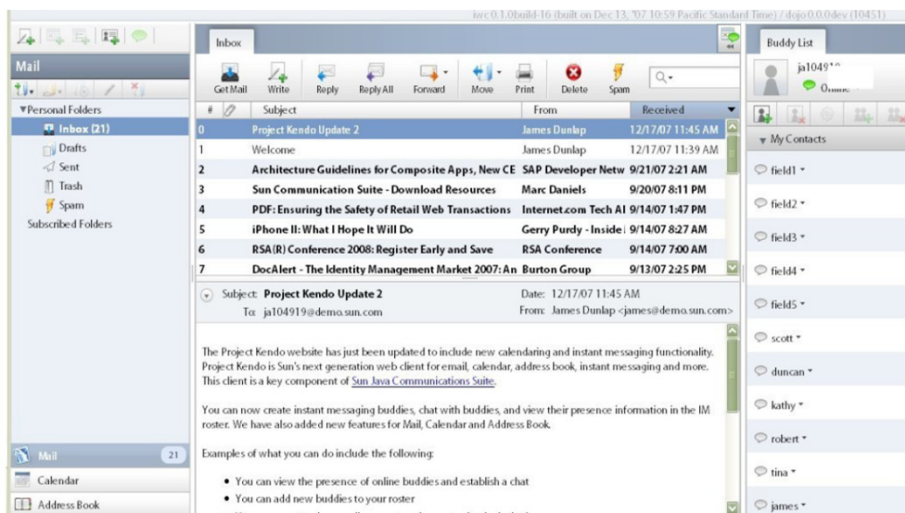 iwc 0.1.0build-16 (built on Dec 13, '07 10:59 Pacific Standard Time) / dojo0.0.0dev (10451)
Inbox
Buddy List
Mail
ja104919
Online
Get Mail Write Reply Reply All Forward Move Print Delete Spam
Personal Folders
# Subject From Received
Inbox (21)
Drafts
Sent
Trash
Spam
Subscribed Folders
0 Project Kendo Update 2 James Dunlap 12/17/07 11:45 AM
1 Welcome James Dunlap 12/17/07 11:39 AM
2 Architecture Guidelines for Composite Apps, New CE SAP Developer Netw 9/21/07 2:21 AM
3 Sun Communication Suite - Download Resources Marc Daniels 9/20/07 8:11 PM
4 PDF: Ensuring the Safety of Retail Web Transactions Internet.com Tech Al 9/14/07 1:47 PM
5 iPhone II: What I Hope It Will Do Gerry Purdy - Inside 9/14/07 8:27 AM
6 RSA(R) Conference 2008: Register Early and Save RSA Conference 9/14/07 7:00 AM
7 DocAlert - The Identity Management Market 2007: An Burton Group 9/13/07 2:25 PM
Subject: Project Kendo Update 2 Date: 12/17/07 11:45 AM
To: ja104919@demo.sun.com From: James Dunlap <james@demo.sun.com>
The Project Kendo website has just been updated to include new calendaring and instant messaging functionality.
Project Kendo is Sun's next generation web client for email, calendar, address book, instant messaging and more.
This client is a key component of Sun Java Communications Suite.
You can now create instant messaging buddies, chat with buddies, and view their presence information in the IM
roster. We have also added new features for Mail, Calendar and Address Book.
Examples of what you can do include the following:
• You can view the presence of online buddies and establish a chat
• You can add new buddies to your roster
My Contacts
field1
field2
field3
field4
field5
scott
duncan
kathy
robert
tina
james
Mail 21
Calendar
Address Book